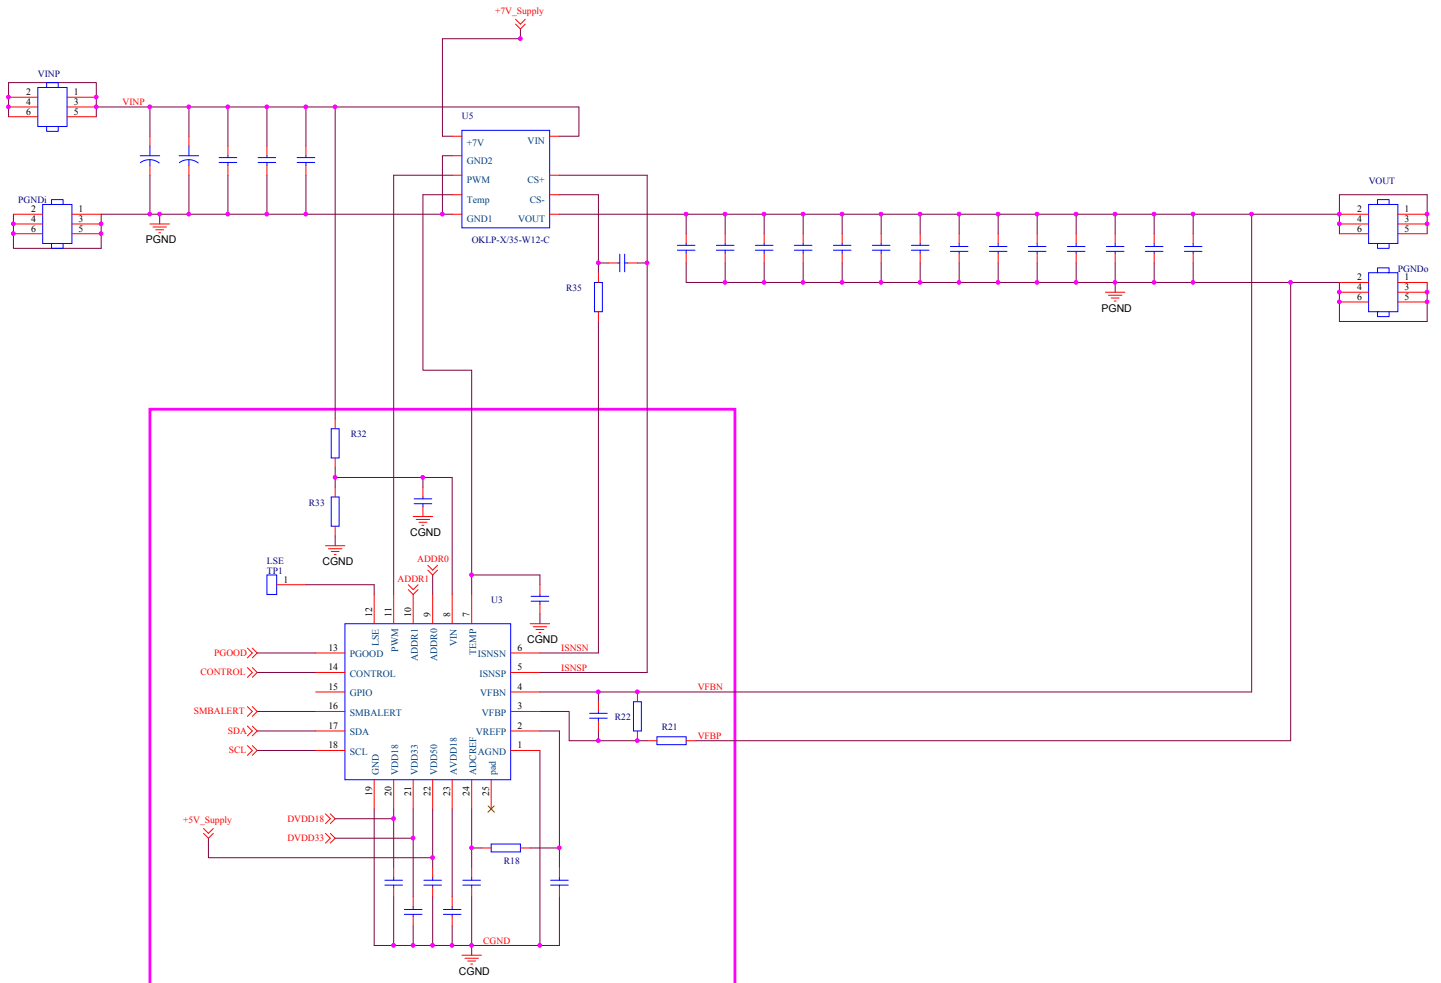 +7V_Supply
VINP
2 1
4 3
6 5
VINP
U5
+7V VIN
GND2
PWM CS+
Temp CS-
GND1 VOUT
OKLP-X/35-W12-C
PGNDi
2 1
4 3
6 5
PGND
VOUT
2 1
4 3
6 5
PGNDo
2 1
4 3
6 5
PGND
R35
R32
R33
CGND
CGND
LSE
TP1
1
ADDR0
ADDR1
U3
CGND
12 11 10 9 8 7
LSE PWM ADDR1 ADDR0 VIN TEMP
PGOOD 13 PGOOD ISNSN 6 ISNSN
CONTROL 14 CONTROL ISNSP 5 ISNSP
15 GPIO VFBN 4 VFBN
SMBALERT 16 SMBALERT VFBP 3
R22 R21
SDA 17 SDA VREFP 2 VFBP
SCL 18 SCL AGND 1
GND VDD18 VDD33 VDD50 AVDD18 ADCREF pad
19 20 21 22 23 24 25
+5V_Supply
DVDD18
DVDD33
R18
CGND
CGND